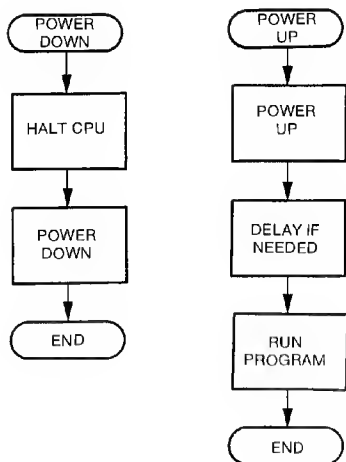 POWER
DOWN
HALT CPU
POWER
DOWN
END
POWER
UP
POWER
UP
DELAY IF
NEEDED
RUN
PROGRAM
END